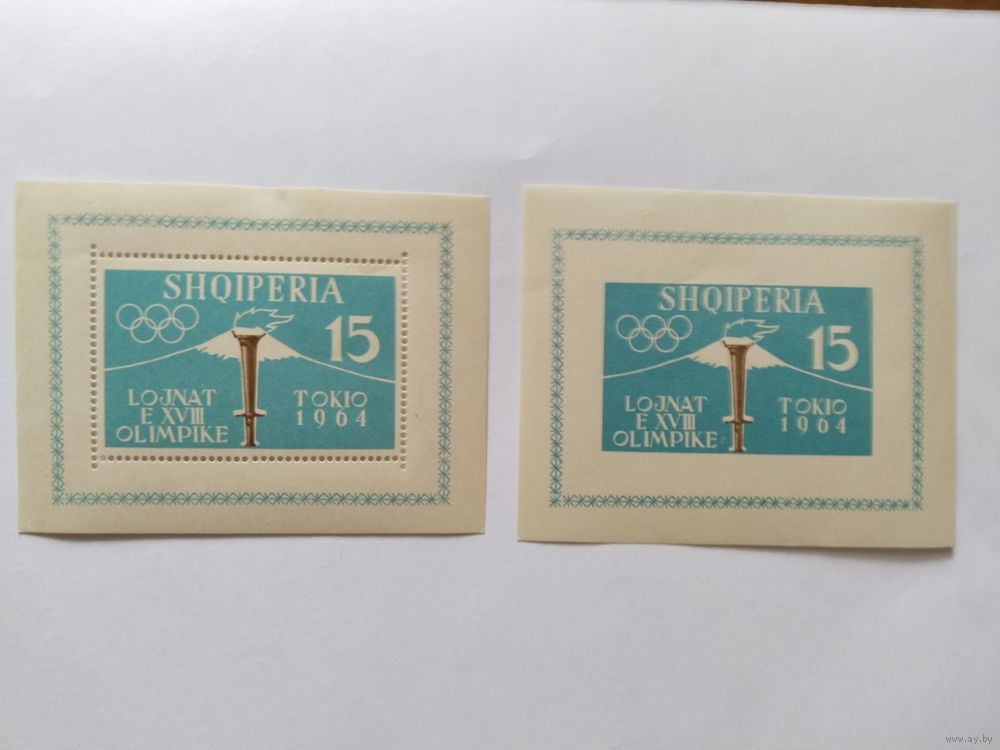 SHQIPERIA
15
LOJNAT
E XVIII
OLIMPIKE
TOKIO
1964
SHQIPERIA
15
LOJNAT
E XVIII
OLIMPIKE
TOKIO
1964
www.ay.by